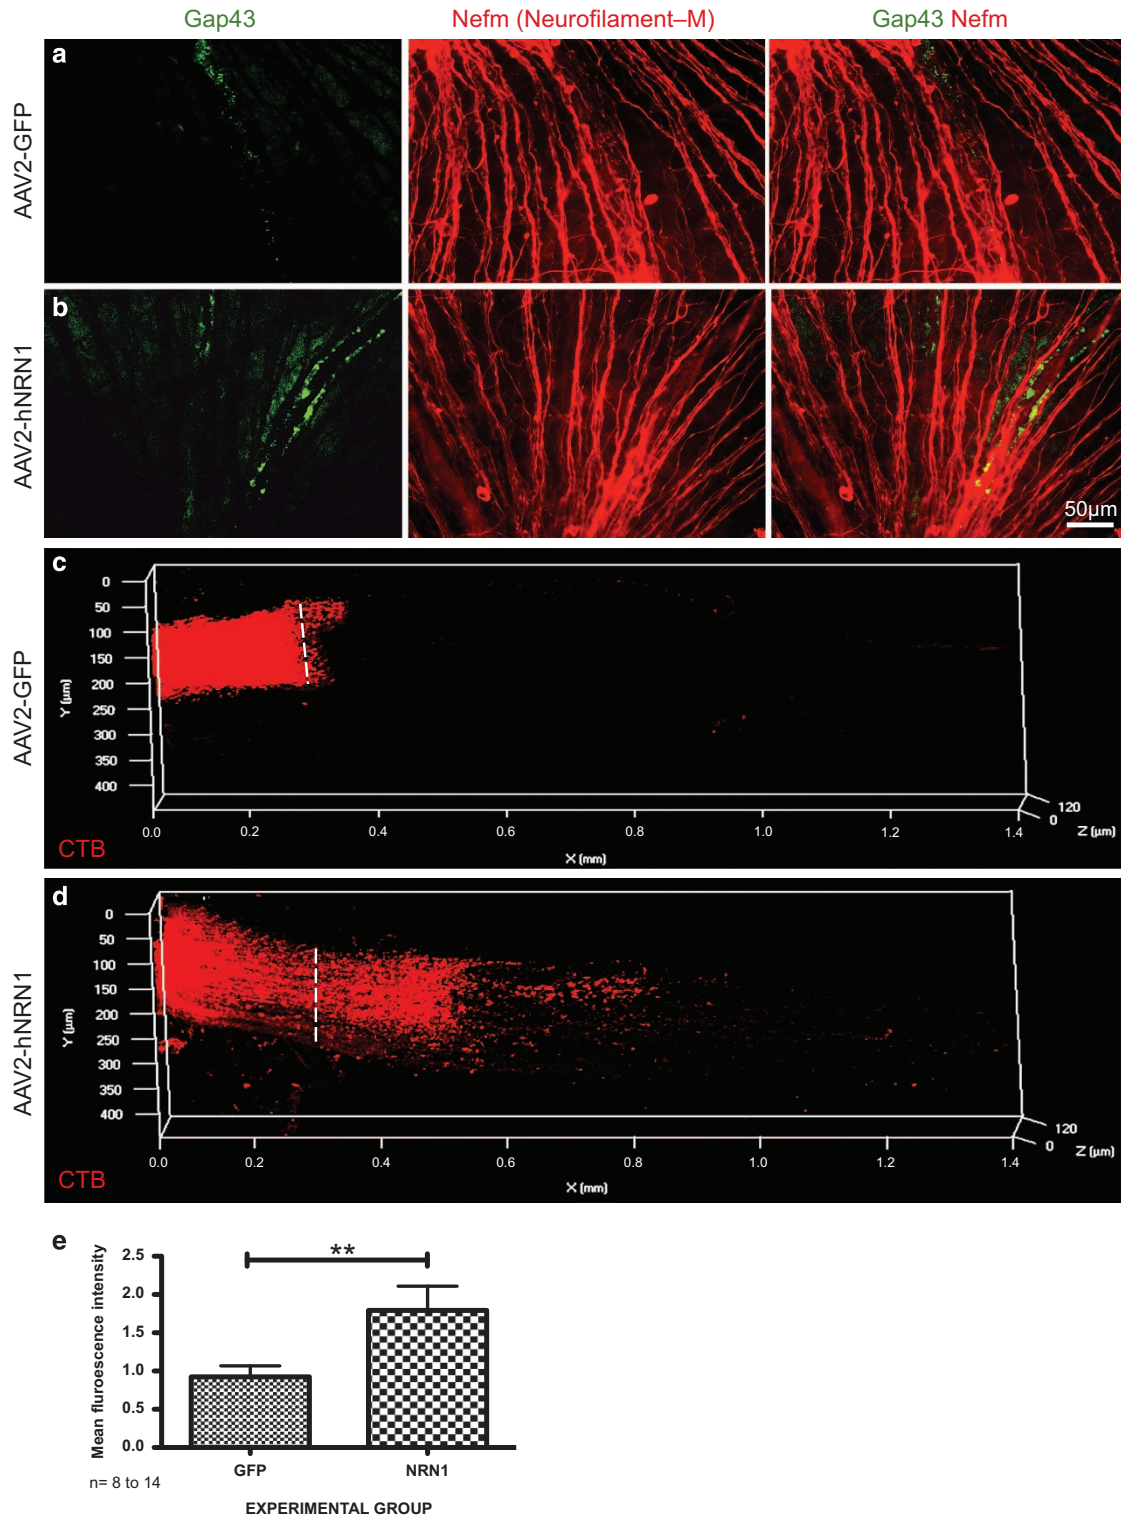 Gap43 Nefm (Neurofilament–M) Gap43 Nefm
a
AAV2-GFP
b
AAV2-hNRN1
50µm
c
AAV2-GFP
0
50
100
150
200
250
300
350
400
Y (µm)
0.0 0.2 0.4 0.6 0.8 1.0 1.2 1.4
X (mm)
120
0 Z (µm)
CTB
d
AAV2-hNRN1
0
50
100
150
200
250
300
350
400
Y (µm)
0.0 0.2 0.4 0.6 0.8 1.0 1.2 1.4
X (mm)
120
0 Z (µm)
CTB
e
**
Mean fluroescence intensity
2.5
2.0
1.5
1.0
0.5
0.0
GFP NRN1
n= 8 to 14
EXPERIMENTAL GROUP